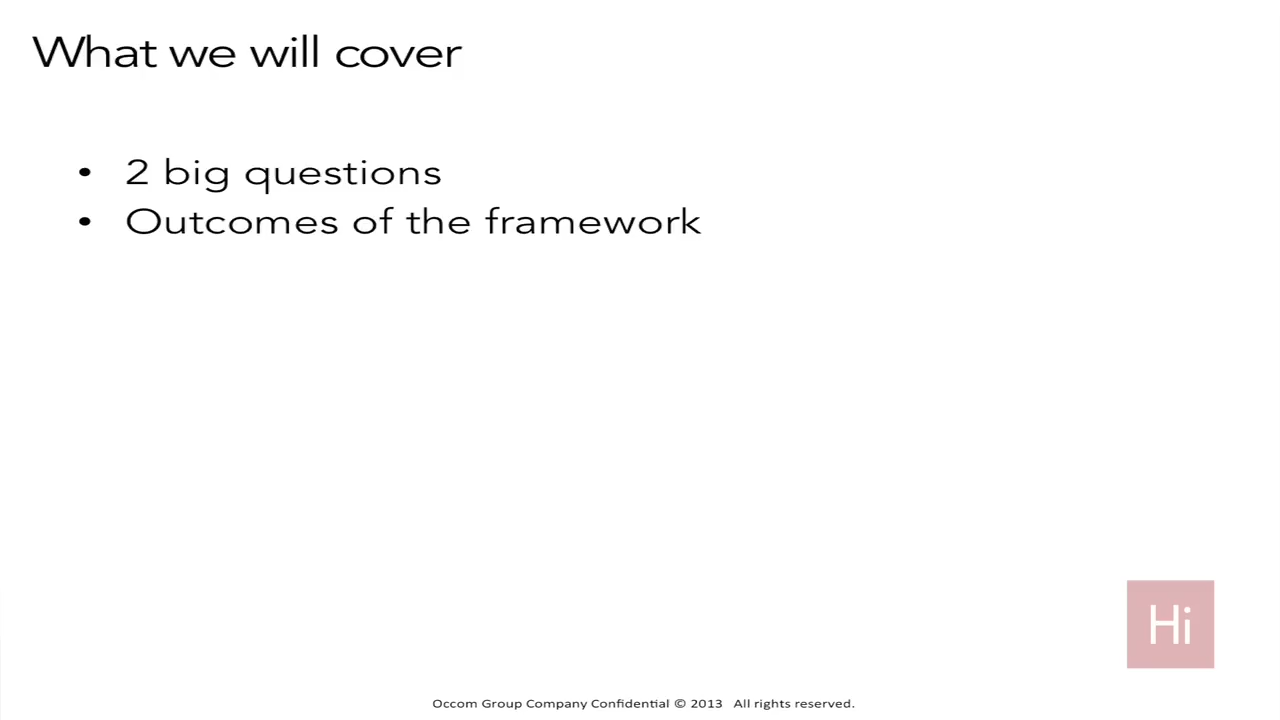 What we will cover
• 2 big questions
• Outcomes of the framework
Hi
Occom Group Company Confidential © 2013 All rights reserved.